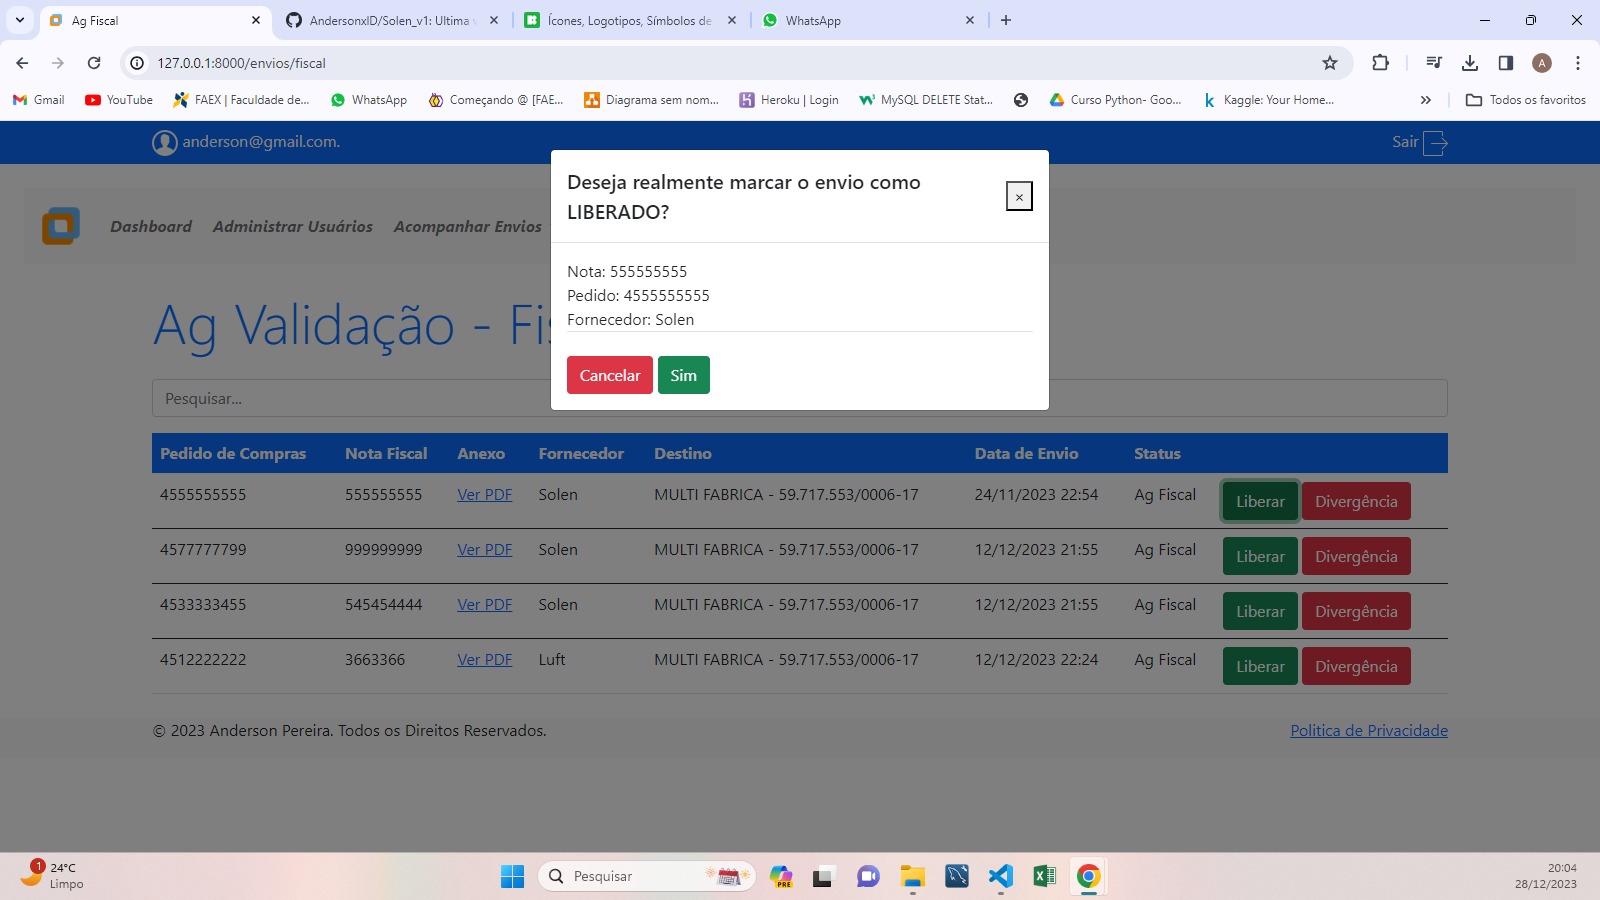 Ag Fiscal
AndersonxID/Solen_v1: Ultima v
Ícones, Logotipos, Símbolos de
WhatsApp
127.0.0.1:8000/envios/fiscal
A
Gmail
YouTube
FAEX | Faculdade de...
WhatsApp
Começando @ [FAE...
Diagrama sem nom...
Heroku | Login
MySQL DELETE Stat...
Curso Python- Goo...
Kaggle: Your Home...
Todos os favoritos
anderson@gmail.com.
Sair
Dashboard
Administrar Usuários
Acompanhar Envios
Deseja realmente marcar o envio como
LIBERADO?
×
Nota: 555555555
Pedido: 4555555555
Fornecedor: Solen
Cancelar
Sim
Ag Validação - Fis
Pesquisar...
Pedido de Compras Nota Fiscal Anexo Fornecedor Destino Data de Envio Status
4555555555 555555555 Ver PDF Solen MULTI FABRICA - 59.717.553/0006-17 24/11/2023 22:54 Ag Fiscal Liberar Divergência
4577777799 999999999 Ver PDF Solen MULTI FABRICA - 59.717.553/0006-17 12/12/2023 21:55 Ag Fiscal Liberar Divergência
4533333455 545454444 Ver PDF Solen MULTI FABRICA - 59.717.553/0006-17 12/12/2023 21:55 Ag Fiscal Liberar Divergência
4512222222 3663366 Ver PDF Luft MULTI FABRICA - 59.717.553/0006-17 12/12/2023 22:24 Ag Fiscal Liberar Divergência
© 2023 Anderson Pereira. Todos os Direitos Reservados.
Politica de Privacidade
1
24°C
Limpo
Pesquisar
PRE
20:04
28/12/2023